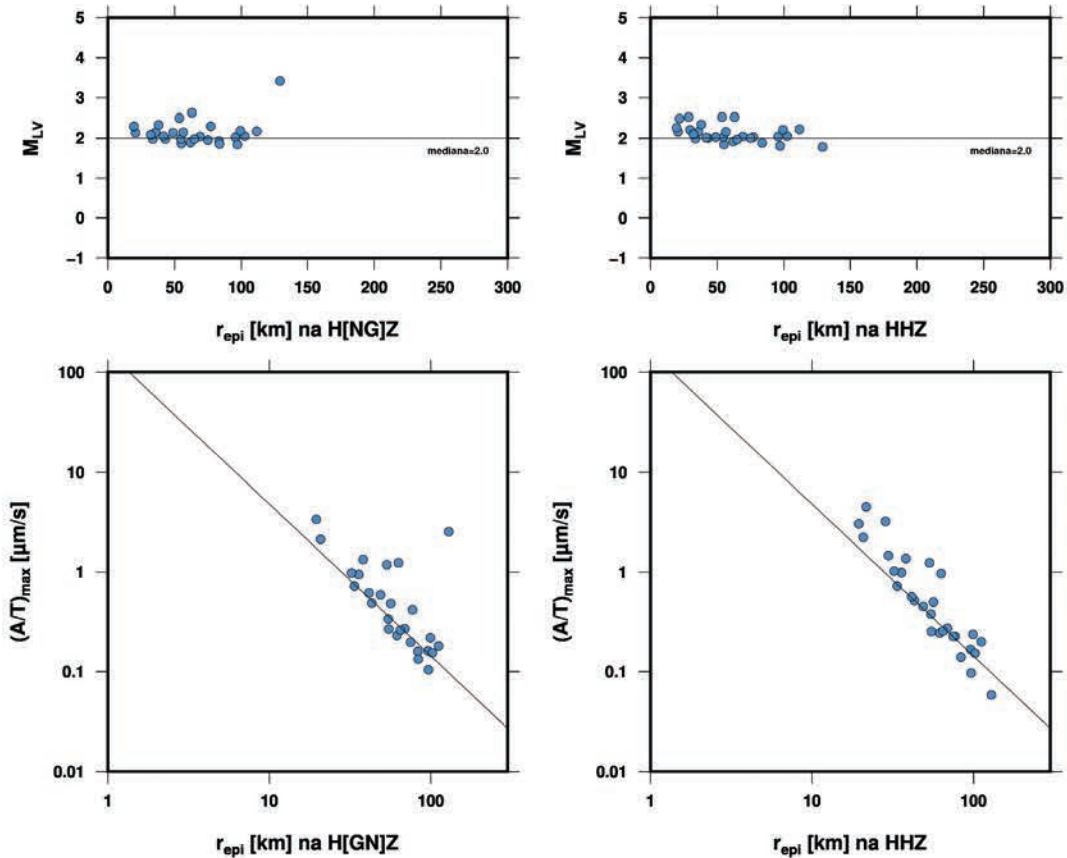 5
4
3
2
1
0
−1
M_LV
mediana=2.0
0 50 100 150 200 250 300
r_epi [km] na H[NG]Z
5
4
3
2
1
0
−1
M_LV
mediana=2.0
0 50 100 150 200 250 300
r_epi [km] na HHZ
100
10
1
0.1
0.01
(A/T)_max [µm/s]
1 10 100
r_epi [km] na H[GN]Z
100
10
1
0.1
0.01
(A/T)_max [µm/s]
1 10 100
r_epi [km] na HHZ